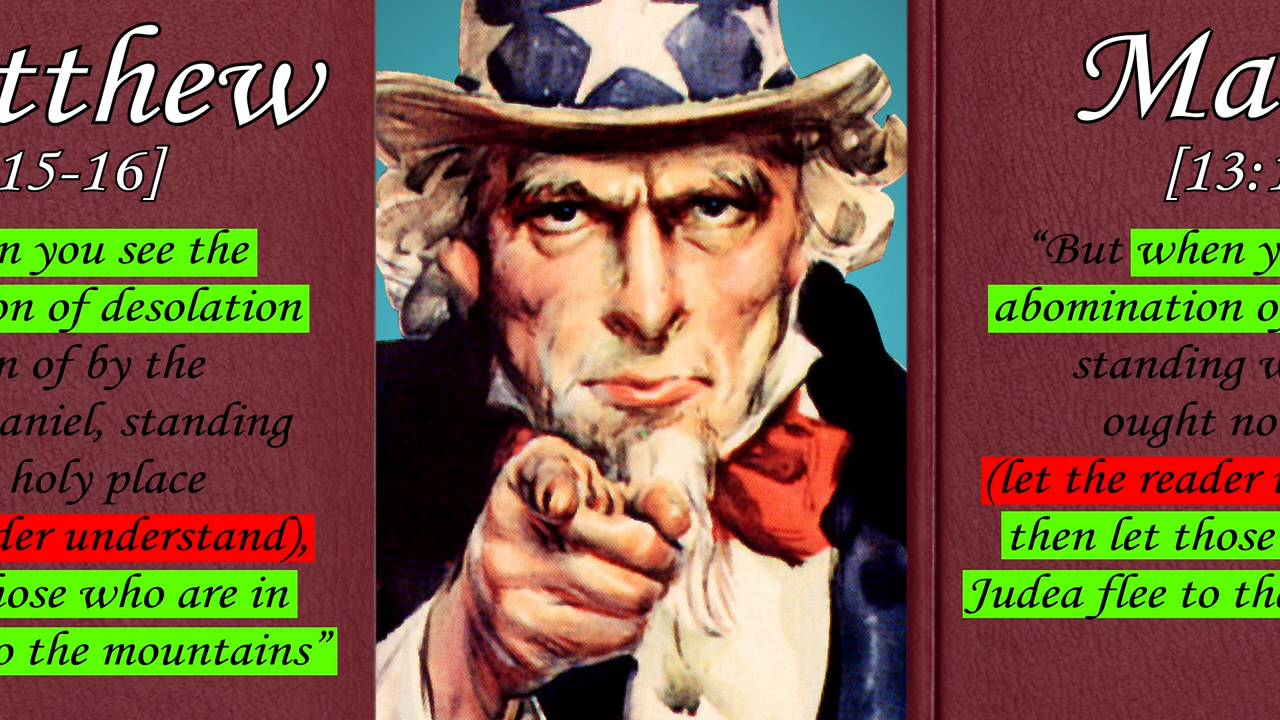 tthew
15-16]
n you see the
on of desolation
n of by the
aniel, standing
holy place
der understand),
hose who are in
o the mountains”
Ma
[13:1
“But when y
abomination o
standing w
ought no
(let the reader
then let those
Judea flee to th